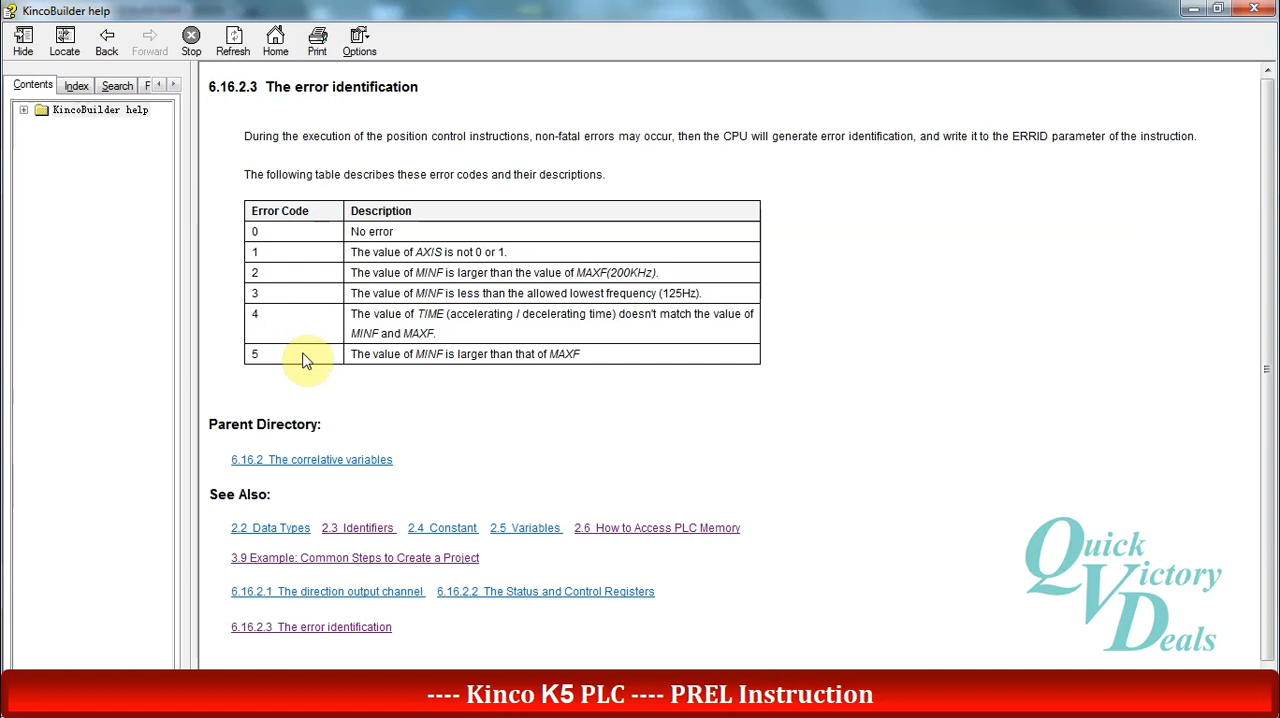 KincoBuilder help
Hide Locate Back Forward Stop Refresh Home Print Options
Contents Index Search F
KincoBuilder help
6.16.2.3 The error identification
During the execution of the position control instructions, non-fatal errors may occur, then the CPU will generate error identification, and write it to the ERRID parameter of the instruction.
The following table describes these error codes and their descriptions.
Error Code Description
0 No error
1 The value of AXIS is not 0 or 1.
2 The value of MINF is larger than the value of MAXF(200KHz).
3 The value of MINF is less than the allowed lowest frequency (125Hz).
4 The value of TIME (accelerating / decelerating time) doesn't match the value of
MINF and MAXF.
5 The value of MINF is larger than that of MAXF
Parent Directory:
6.16.2 The correlative variables
See Also:
2.2 Data Types 2.3 Identifiers 2.4 Constant 2.5 Variables 2.6 How to Access PLC Memory
3.9 Example: Common Steps to Create a Project
6.16.2.1 The direction output channel 6.16.2.2 The Status and Control Registers
6.16.2.3 The error identification
Quick
Victory
Deals
---- Kinco K5 PLC ---- PREL Instruction